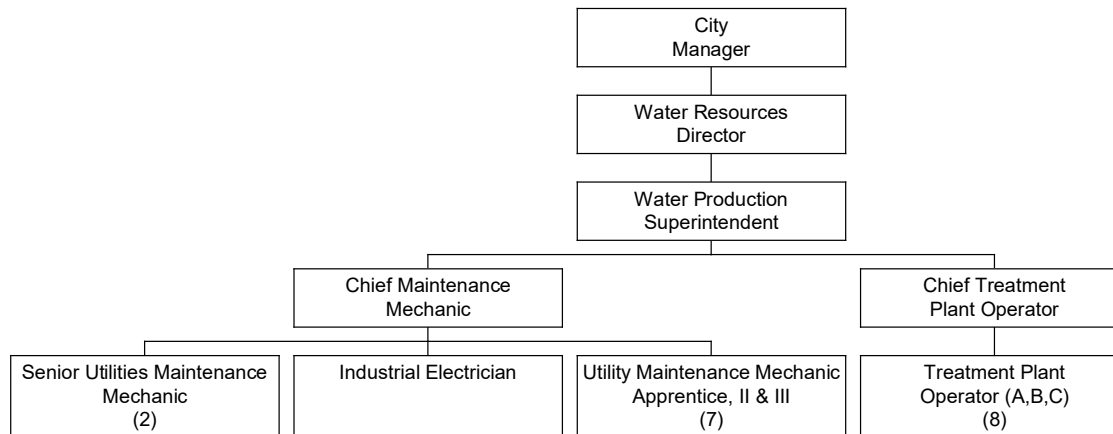 City
Manager
Water Resources
Director
Water Production
Superintendent
Chief Maintenance
Mechanic
Chief Treatment
Plant Operator
Senior Utilities Maintenance
Mechanic
(2)
Industrial Electrician
Utility Maintenance Mechanic
Apprentice, II & III
(7)
Treatment Plant
Operator (A,B,C)
(8)